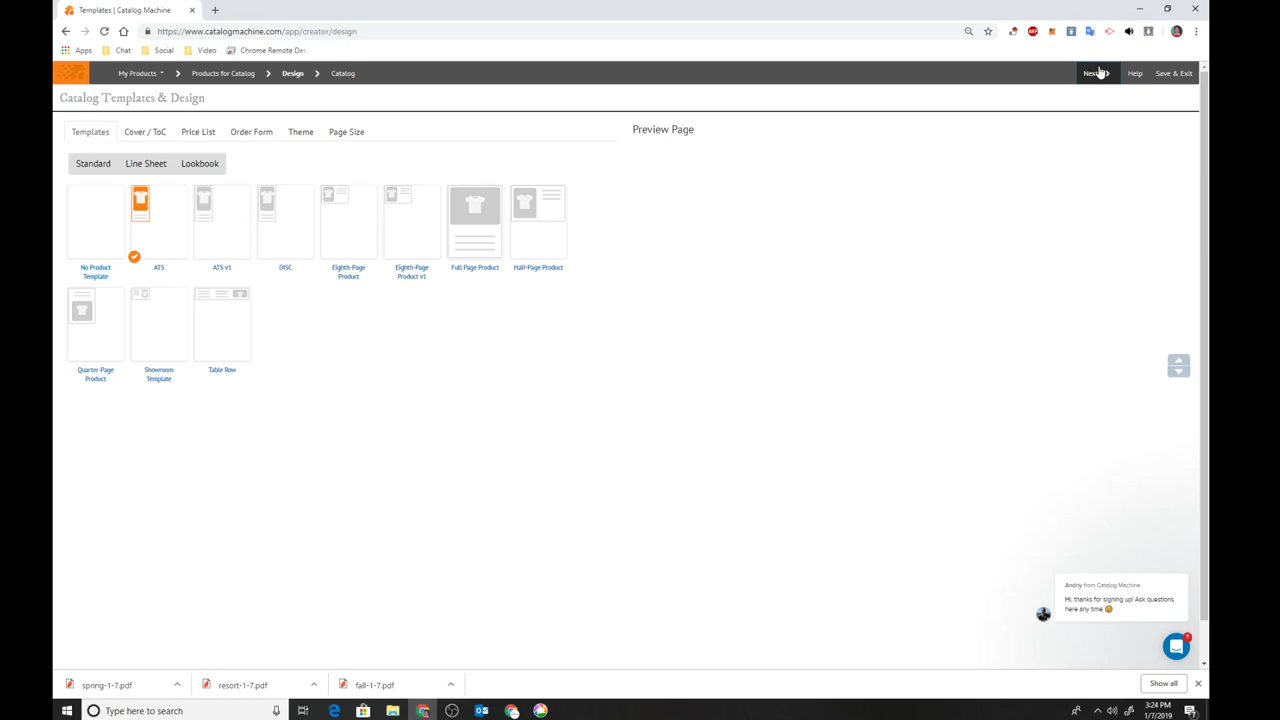 Templates | Catalog Machine
https://www.catalogmachine.com/app/creator/design
Apps Chat Social Video Chrome Remote Des
My Products Products for Catalog Design Catalog Next Help Save & Exit
Catalog Templates & Design
Templates Cover / ToC Price List Order Form Theme Page Size
Preview Page
Standard Line Sheet Lookbook
No Product Template
ATS
ATS v1
DISC
Eighth-Page Product
Eighth-Page Product v1
Full Page Product
Half-Page Product
Quarter-Page Product
Showroom Template
Table Row
Andriy from Catalog Machine
Hi, thanks for signing up! Ask questions
here any time
spring-1-7.pdf resort-1-7.pdf fall-1-7.pdf Show all
Type here to search
3:24 PM
1/7/2019